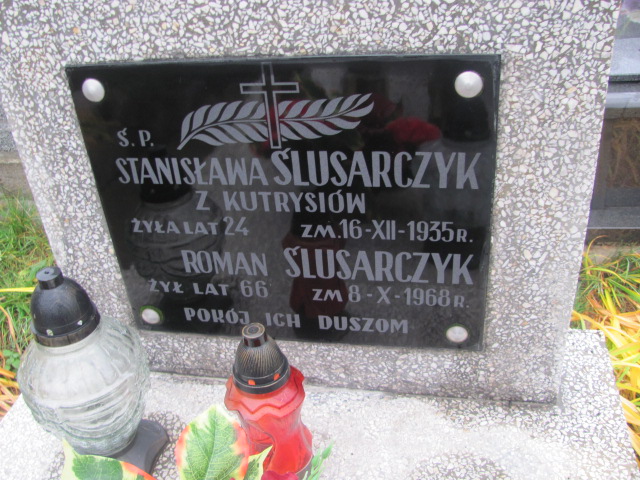 Ś.P.
STANISŁAWA ŚLUSARCZYK
Z KUTRYSIÓW
ŻYŁA LAT 24 ZM. 16-XII-1935 R.
ROMAN ŚLUSARCZYK
ŻYŁ LAT 66 ZM 8-X-1968 R.
POKÓJ ICH DUSZOM